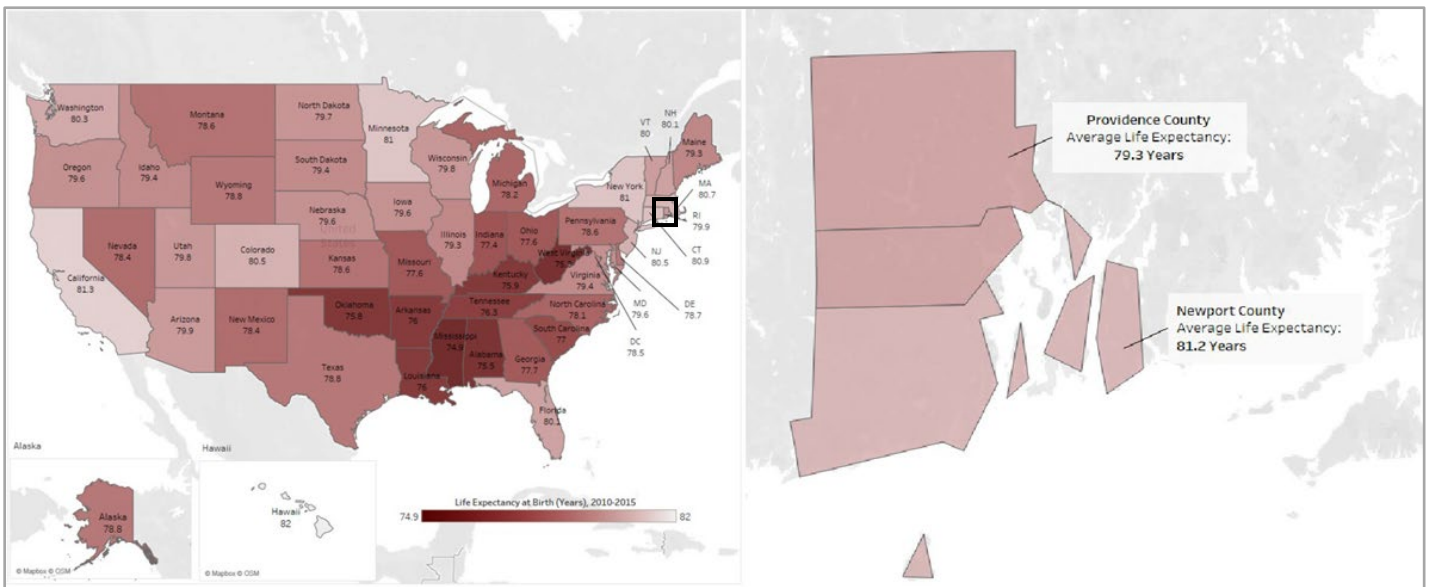 Washington
80.3
Montana
78.6
North Dakota
79.7
Minnesota
81
VT
80
NH
80.1
Maine
79.3
Oregon
79.6
Idaho
79.4
Wyoming
78.8
South Dakota
79.4
Wisconsin
79.8
Michigan
78.2
New York
81
MA
80.7
RI
79.9
CT
80.9
Nebraska
79.6
Iowa
79.6
Pennsylvania
78.6
NJ
80.5
Nevada
78.4
Utah
79.8
Colorado
80.5
United
States
Kansas
78.6
Missouri
77.6
Illinois
79.3
Indiana
77.4
Ohio
77.6
West Virginia
Virginia
79.4
MD
79.6
DE
78.7
DC
78.5
California
81.3
Kentucky
75.9
Arizona
79.9
New Mexico
78.4
Oklahoma
75.8
Arkansas
76
Tennessee
76.3
North Carolina
78.1
South Carolina
77
Mississippi
74.9
Alabama
75.5
Georgia
77.7
Texas
78.8
Louisiana
76
Florida
80.1
Alaska
Hawaii
Alaska
78.8
© Mapbox © OSM
Hawaii
82
© Mapbox © OSM
Life Expectancy at Birth (Years), 2010-2015
74.9
82
Providence County
Average Life Expectancy:
79.3 Years
Newport County
Average Life Expectancy:
81.2 Years